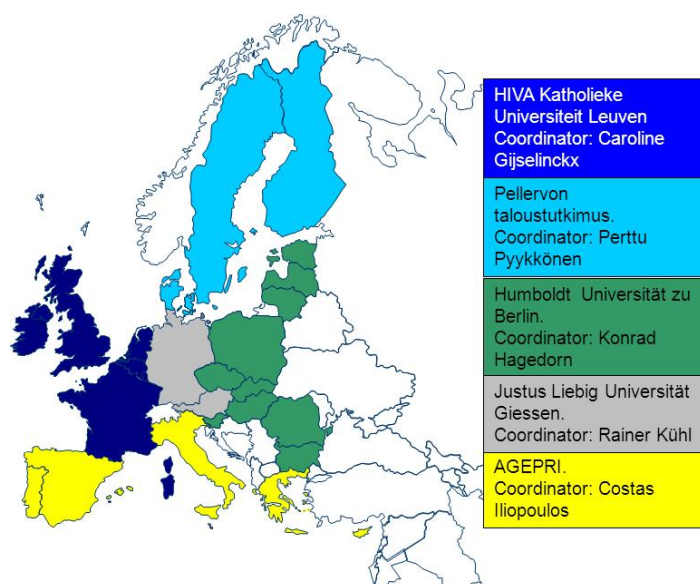 HIVA Katholieke
Universiteit Leuven
Coordinator: Caroline
Gijselinckx
Pellervon
taloustutkimus.
Coordinator: Perttu
Pyykkönen
Humboldt Universität zu
Berlin.
Coordinator: Konrad
Hagedorn
Justus Liebig Universität
Giessen.
Coordinator: Rainer Kühl
AGEPRI.
Coordinator: Costas
Iliopoulos